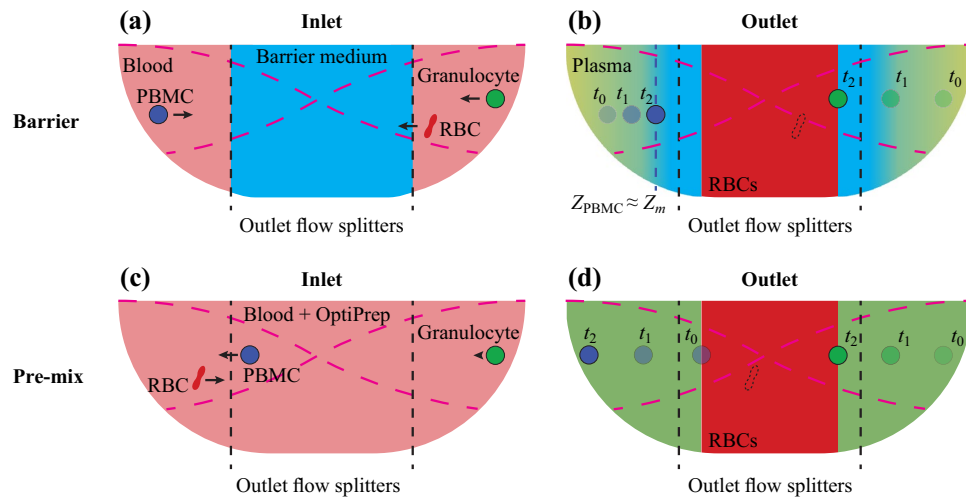 (a)
Inlet
(b)
Outlet
Barrier
Blood
Barrier medium
Granulocyte
PBMC
RBC
Plasma
t0 t1 t2
t2
t1
t0
RBCs
ZPBMC ≈ Zm
Outlet flow splitters
Outlet flow splitters
(c)
Inlet
(d)
Outlet
Pre-mix
Blood + OptiPrep
Granulocyte
RBC
PBMC
t2
t1
t0
t2
t1
t0
RBCs
Outlet flow splitters
Outlet flow splitters